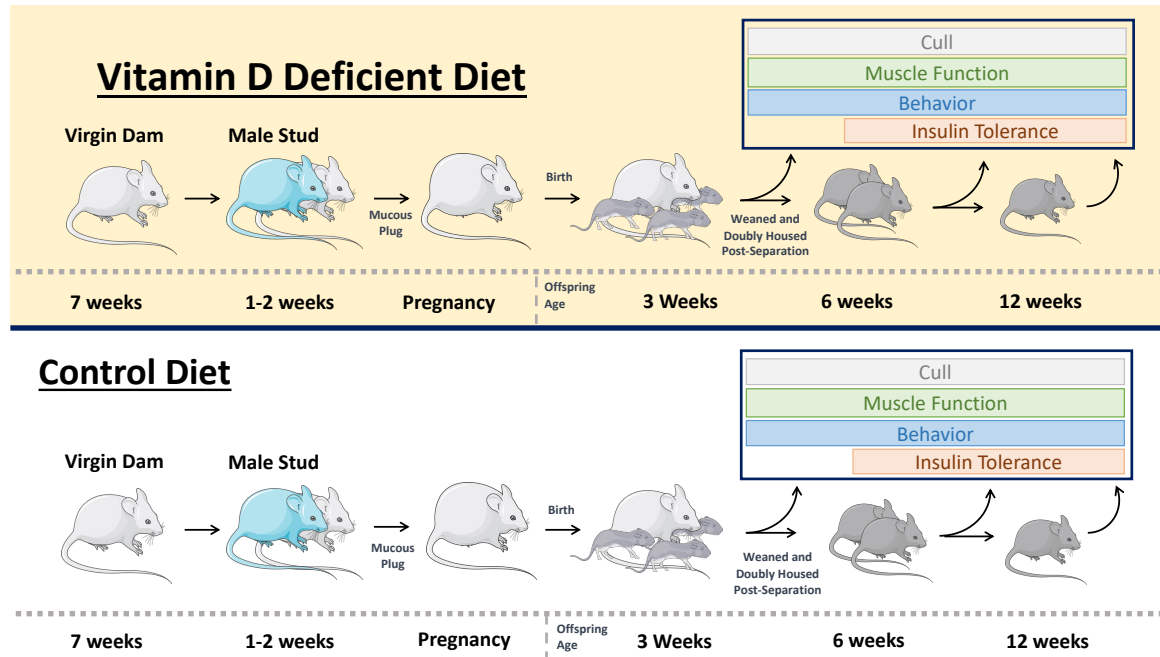 Vitamin D Deficient Diet
Cull
Muscle Function
Behavior
Insulin Tolerance
Virgin Dam
Male Stud
Mucous
Plug
Birth
Weaned and
Doubly Housed
Post-Separation
7 weeks
1-2 weeks
Pregnancy
Offspring
Age
3 Weeks
6 weeks
12 weeks
Control Diet
Cull
Muscle Function
Behavior
Insulin Tolerance
Virgin Dam
Male Stud
Mucous
Plug
Birth
Weaned and
Doubly Housed
Post-Separation
7 weeks
1-2 weeks
Pregnancy
Offspring
Age
3 Weeks
6 weeks
12 weeks